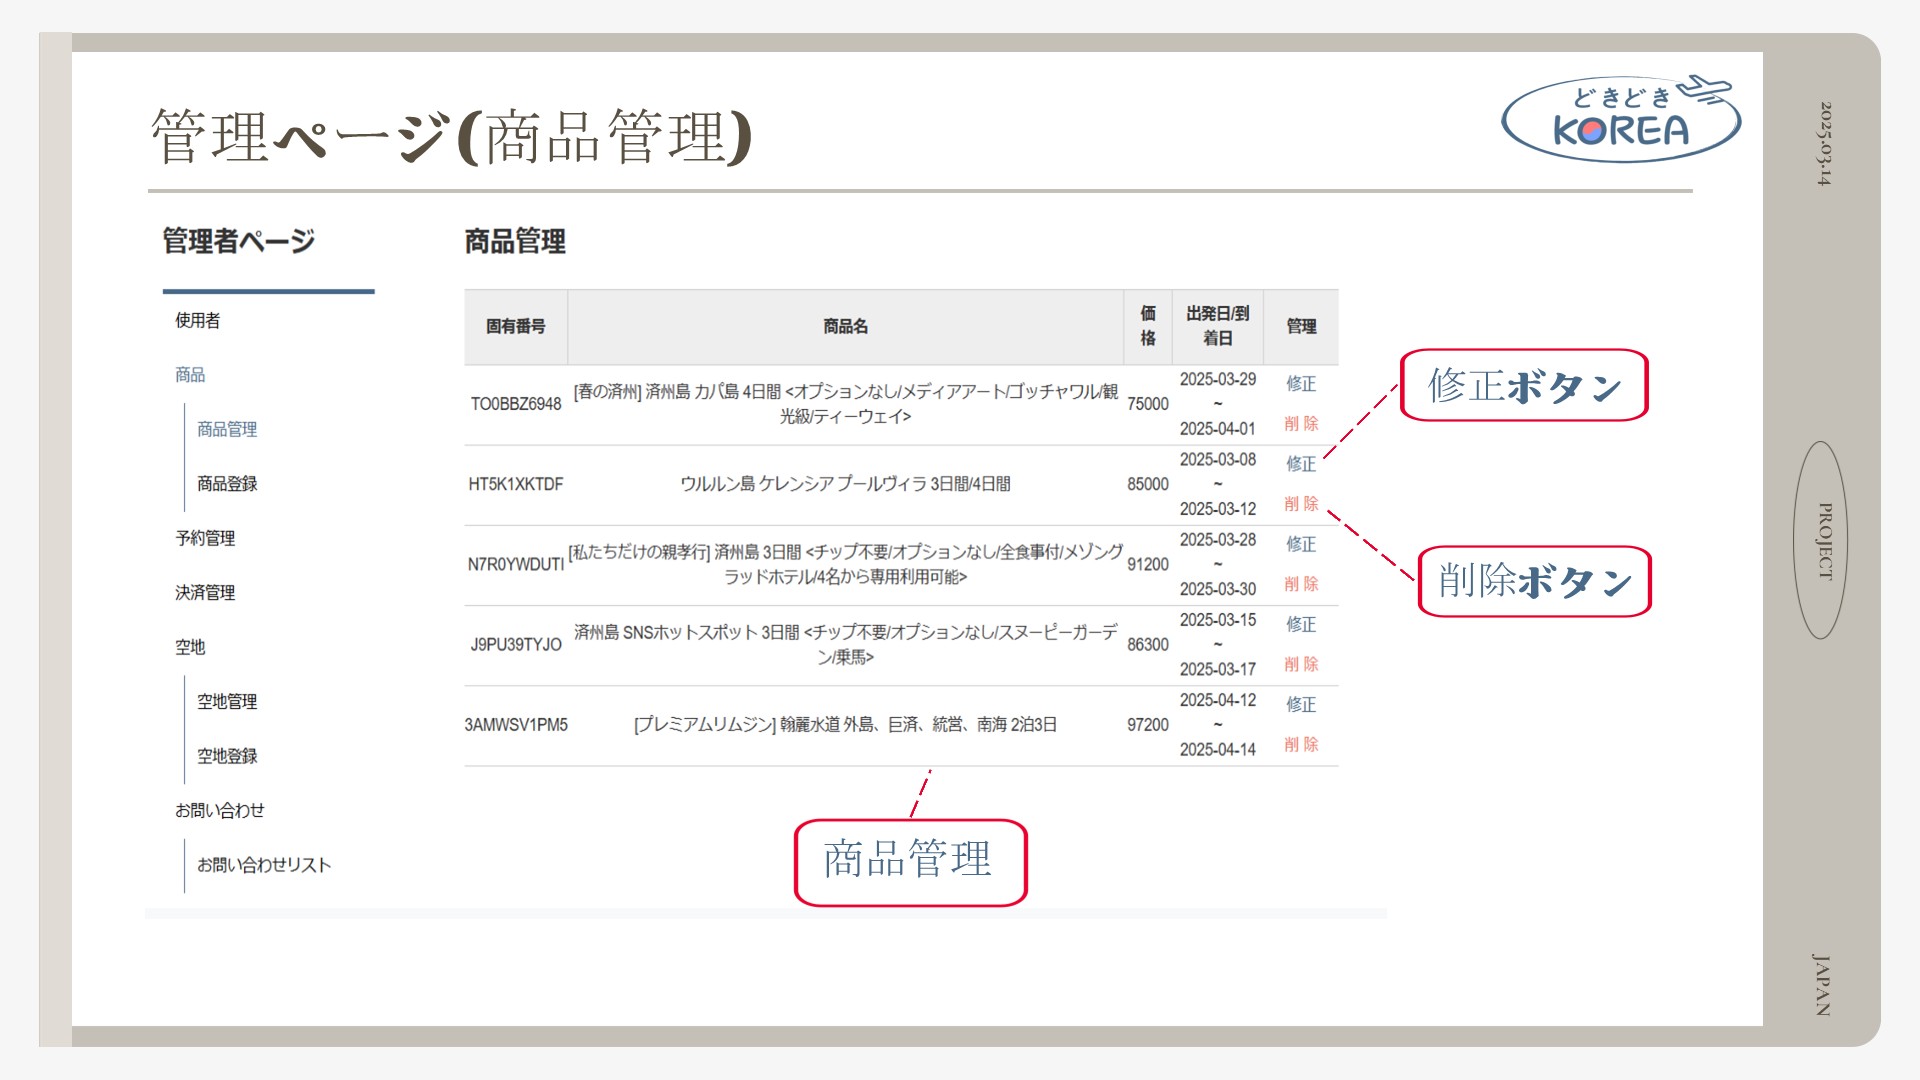 管理ページ(商品管理)
どきどき
KOREA
2025.03.14
PROJECT
JAPAN
管理者ページ
使用者
商品
商品管理
商品登録
予約管理
決済管理
空地
空地管理
空地登録
お問い合わせ
お問い合わせリスト
商品管理
固有番号 商品名 価格 出発日/到着日 管理
TO0BBZ6948 [春の済州] 済州島 カパ島 4日間 <オプションなし/メディアアート/ゴッチャワル/観光級/ティーウェイ> 75000 2025-03-29 ~ 2025-04-01 修正 削 除
HT5K1XKTDF ウルルン島 ケレンシア プールヴィラ 3日間/4日間 85000 2025-03-08 ~ 2025-03-12 修正 削 除
N7R0YWDUTI [私たちだけの親孝行] 済州島 3日間 <チップ不要/オプションなし/全食事付/メゾングラッドホテル/4名から専用利用可能> 91200 2025-03-28 ~ 2025-03-30 修正 削 除
J9PU39TYJO 済州島 SNSホットスポット 3日間 <チップ不要/オプションなし/スヌーピーガーデン/乗馬> 86300 2025-03-15 ~ 2025-03-17 修正 削 除
3AMWSV1PM5 [プレミアムリムジン] 翰麗水道 外島、巨済、統営、南海 2泊3日 97200 2025-04-12 ~ 2025-04-14 修正 削 除
修正ボタン
削除ボタン
商品管理